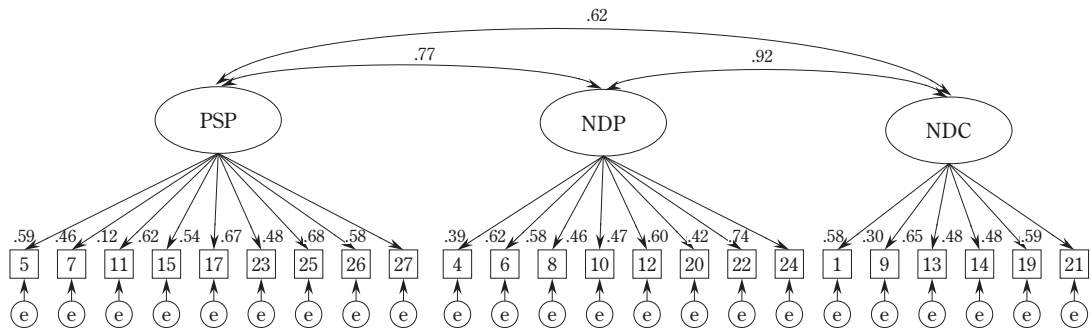 .62
.77 .92
PSP NDP NDC
.59 .46 .12 .62 .54 .67 .48 .68 .58 .39 .62 .58 .46 .47 .60 .42 .74 .58 .30 .65 .48 .48 .59
5 7 11 15 17 23 25 26 27 4 6 8 10 12 20 22 24 1 9 13 14 19 21
e e e e e e e e e e e e e e e e e e e e e e e